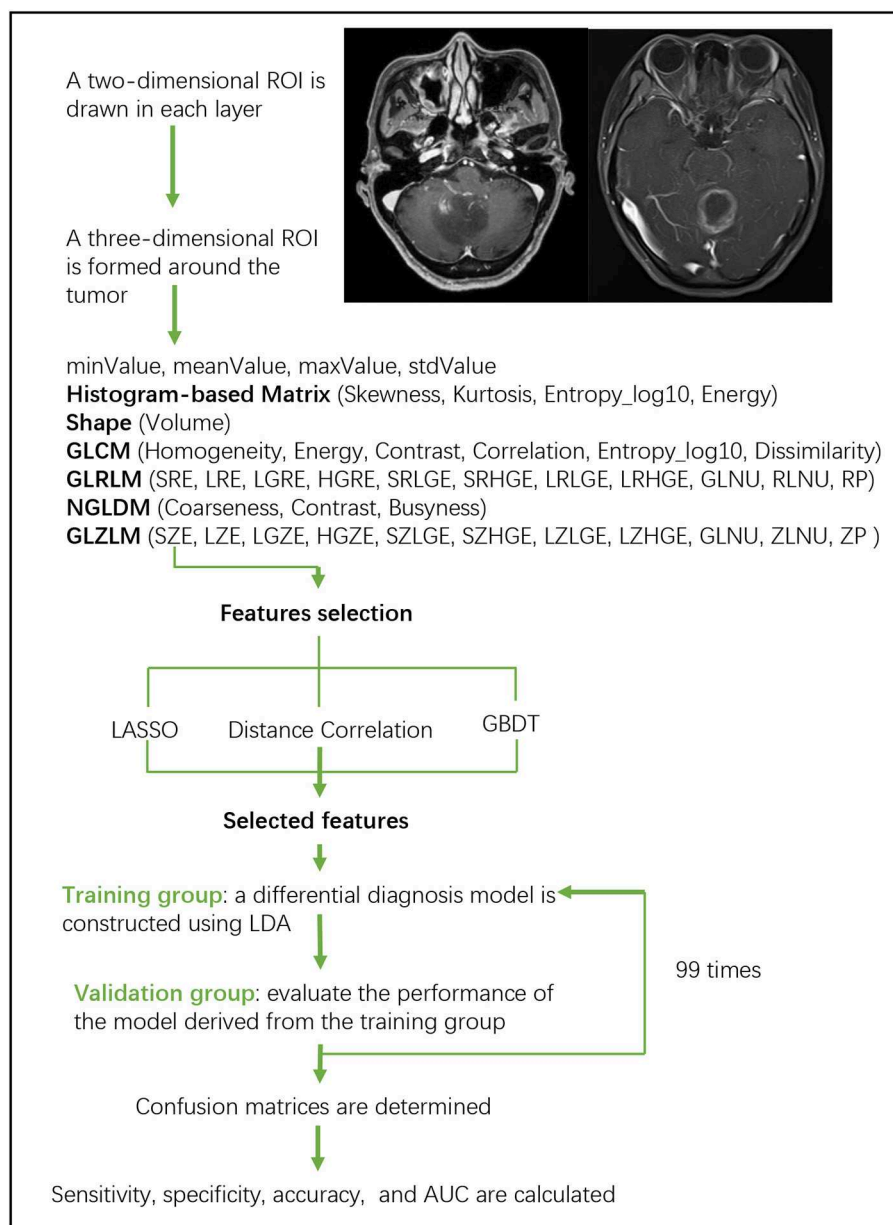 A two-dimensional ROI is
drawn in each layer
A three-dimensional ROI
is formed around the
tumor
minValue, meanValue, maxValue, stdValue
Histogram-based Matrix (Skewness, Kurtosis, Entropy_log10, Energy)
Shape (Volume)
GLCM (Homogeneity, Energy, Contrast, Correlation, Entropy_log10, Dissimilarity)
GLRLM (SRE, LRE, LGRE, HGRE, SRLGE, SRHGE, LRLGE, LRHGE, GLNU, RLNU, RP)
NGLDM (Coarseness, Contrast, Busyness)
GLZLM (SZE, LZE, LGZE, HGZE, SZLGE, SZHGE, LZLGE, LZHGE, GLNU, ZLNU, ZP )
Features selection
LASSO
Distance Correlation
GBDT
Selected features
Training group: a differential diagnosis model is
constructed using LDA
99 times
Validation group: evaluate the performance of
the model derived from the training group
Confusion matrices are determined
Sensitivity, specificity, accuracy, and AUC are calculated